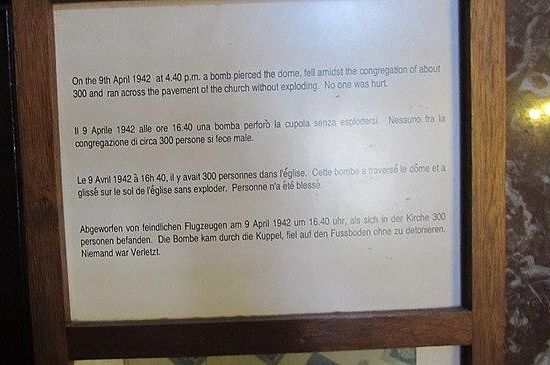 On the 9th April 1942 at 4.40 p.m. a bomb pierced the dome, fell amidst the congregation of about
300 and ran across the pavement of the church without exploding. No one was hurt.
Il 9 Aprile 1942 alle ore 16:40 una bomba perforò la cupola senza esplodersi. Nessuno fra la
congregazione di circa 300 persone si fece male.
Le 9 Avril 1942 à 16h 40, il y avait 300 personnes dans l'église. Cette bombe a traversé le dôme et a
glissé sur le sol de l'église sans exploder. Personne n'a été blessé.
Abgeworfen von feindlichen Flugzeugen am 9 April 1942 um 16.40 uhr, als sich in der Kirche 300
personen befanden. Die Bombe kam durch die Kuppel, fiel auf den Fussboden ohne zu detonieren.
Niemand war Verletzt.